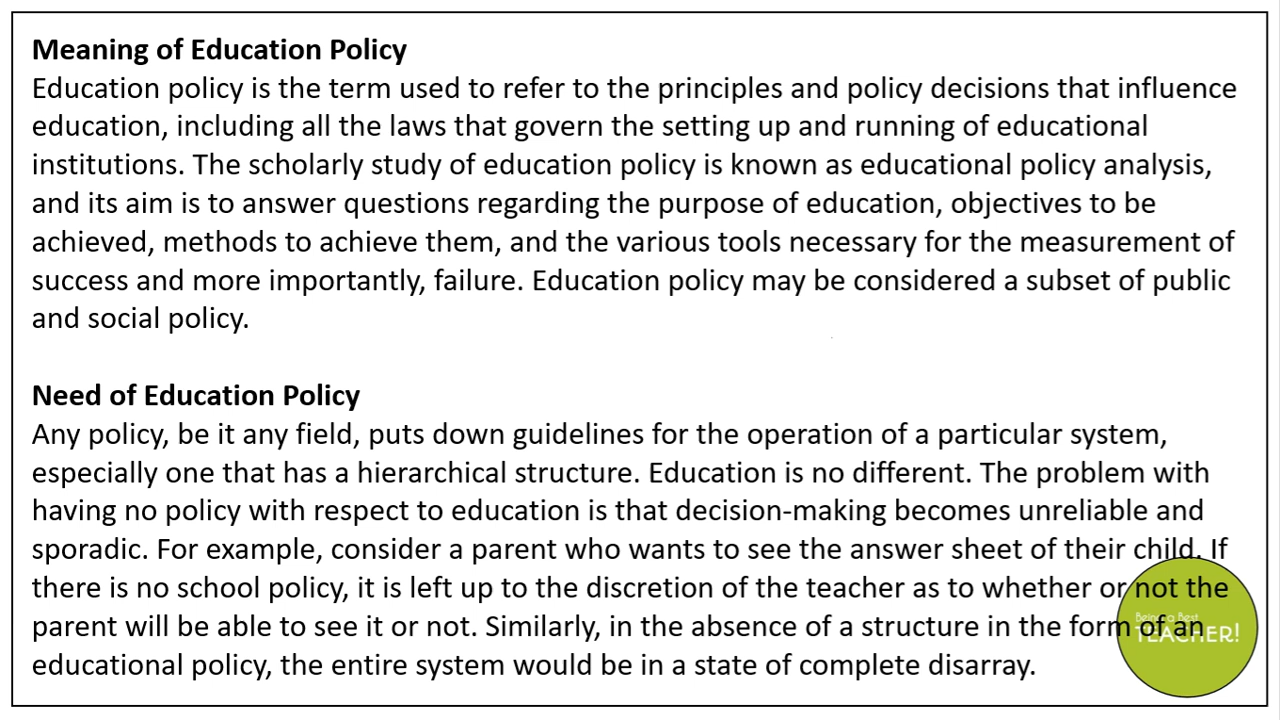 Meaning of Education Policy
Education policy is the term used to refer to the principles and policy decisions that influence
education, including all the laws that govern the setting up and running of educational
institutions. The scholarly study of education policy is known as educational policy analysis,
and its aim is to answer questions regarding the purpose of education, objectives to be
achieved, methods to achieve them, and the various tools necessary for the measurement of
success and more importantly, failure. Education policy may be considered a subset of public
and social policy.
Need of Education Policy
Any policy, be it any field, puts down guidelines for the operation of a particular system,
especially one that has a hierarchical structure. Education is no different. The problem with
having no policy with respect to education is that decision-making becomes unreliable and
sporadic. For example, consider a parent who wants to see the answer sheet of their child. If
there is no school policy, it is left up to the discretion of the teacher as to whether or not the
parent will be able to see it or not. Similarly, in the absence of a structure in the form of an
educational policy, the entire system would be in a state of complete disarray.
Being a Best
TEACHER!